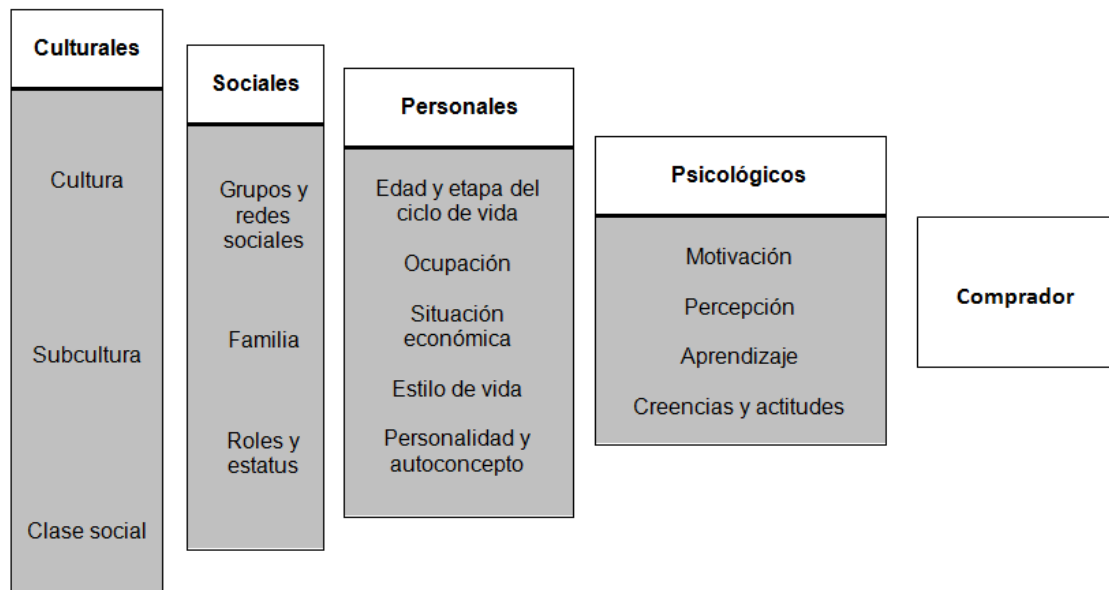 Culturales
Cultura
Subcultura
Clase social
Sociales
Grupos y
redes
sociales
Familia
Roles y
estatus
Personales
Edad y etapa del
ciclo de vida
Ocupación
Situación
económica
Estilo de vida
Personalidad y
autoconcepto
Psicológicos
Motivación
Percepción
Aprendizaje
Creencias y actitudes
Comprador